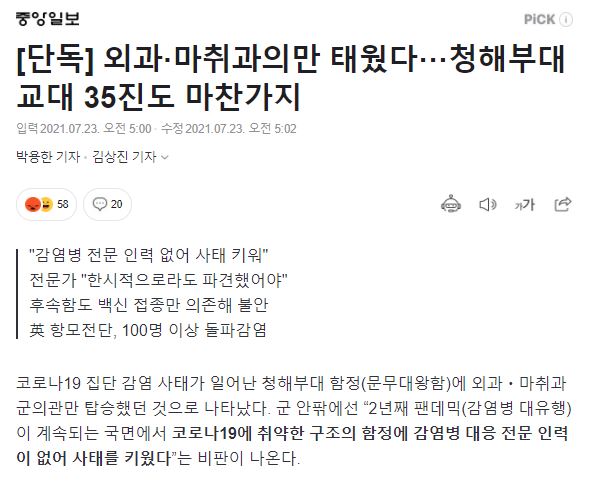 중앙일보
PiCK
[단독] 외과·마취과의만 태웠다…청해부대
교대 35진도 마찬가지
입력 2021.07.23. 오전 5:00 · 수정 2021.07.23. 오전 5:02
박용한 기자 · 김상진 기자
58
20
가가
"감염병 전문 인력 없어 사태 키워"
전문가 "한시적으로라도 파견했어야"
후속함도 백신 접종만 의존해 불안
英 항모전단, 100명 이상 돌파감염
코로나19 집단 감염 사태가 일어난 청해부대 함정(문무대왕함)에 외과・마취과
군의관만 탑승했던 것으로 나타났다. 군 안팎에선 “2년째 팬데믹(감염병 대유행)
이 계속되는 국면에서 코로나19에 취약한 구조의 함정에 감염병 대응 전문 인력
이 없어 사태를 키웠다”는 비판이 나온다.